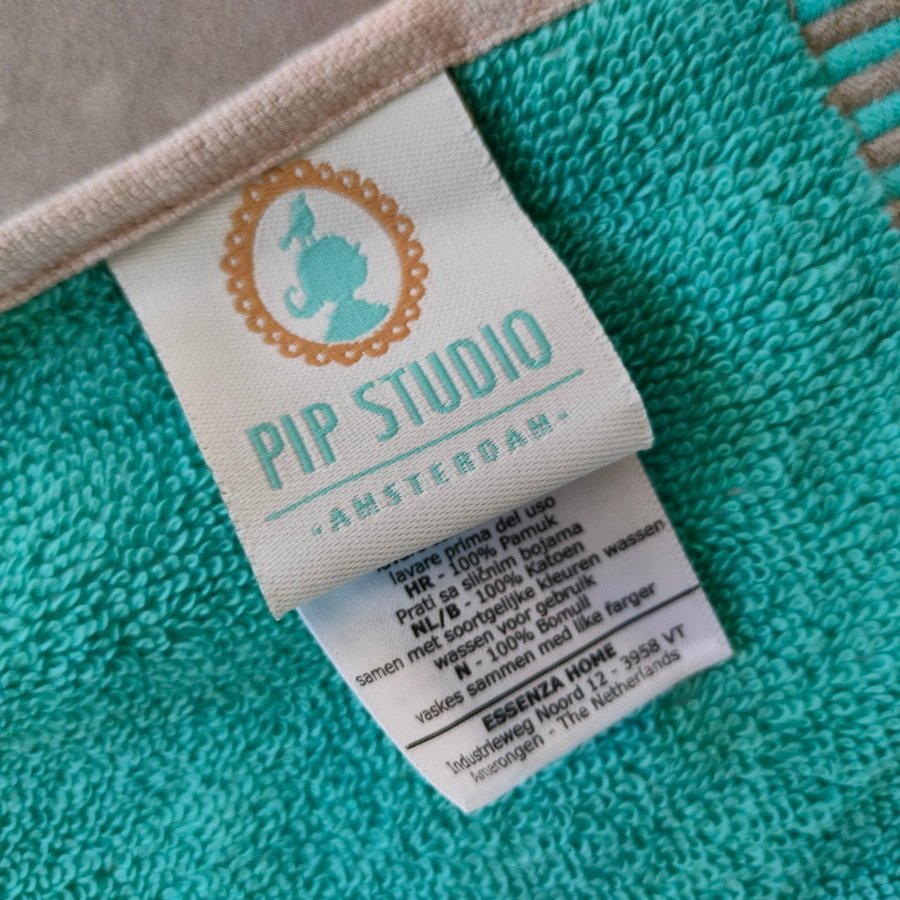 PIP STUDIO
-AMSTERDAM-
lavare prima del uso
HR - 100% Pamuk
Prati sa sličnim bojama
NL/B - 100% Katoen
samen met soortgelijke kleuren wassen
wassen voor gebruik
N - 100% Bomull
vaskes sammen med like farger
ESSENZA HOME
Industrieweg Noord 12 - 3958 VT
Amerongen - The Netherlands